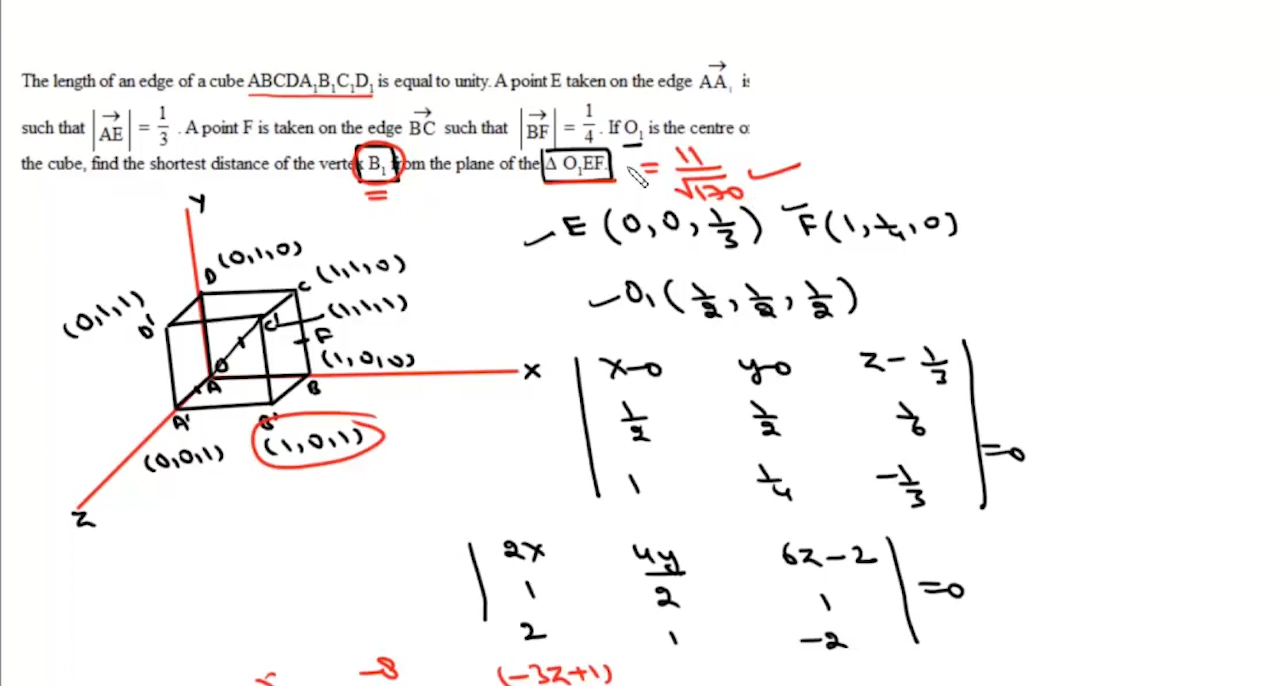 The length of an edge of a cube ABCDA₁B₁C₁D₁ is equal to unity. A point E taken on the edge AA₁ is
such that |AE| = 1/3 . A point F is taken on the edge BC such that |BF| = 1/4 . If O₁ is the centre o
the cube, find the shortest distance of the vertex B₁ from the plane of the Δ O₁EF.
= 11/√170
E (0, 0, 1/3) F (1, 1/4, 0)
O₁ (1/2, 1/2, 1/2)
Y
D (0,1,0)
C (1,1,0)
(0,1,1)
D'
(1,1,1)
C'
F
(1,0,0)
O
A
B
X
A'
B'
(0,0,1)
(1,0,1)
Z
| x-0 y-0 z - 1/3 |
| 1/2 1/2 1/6 | =0
| 1 1/4 -1/3 |
| 2x 4y 6z-2 |
| 1 2 1 | =0
| 2 1 -2 |
-8 (-3z+1)